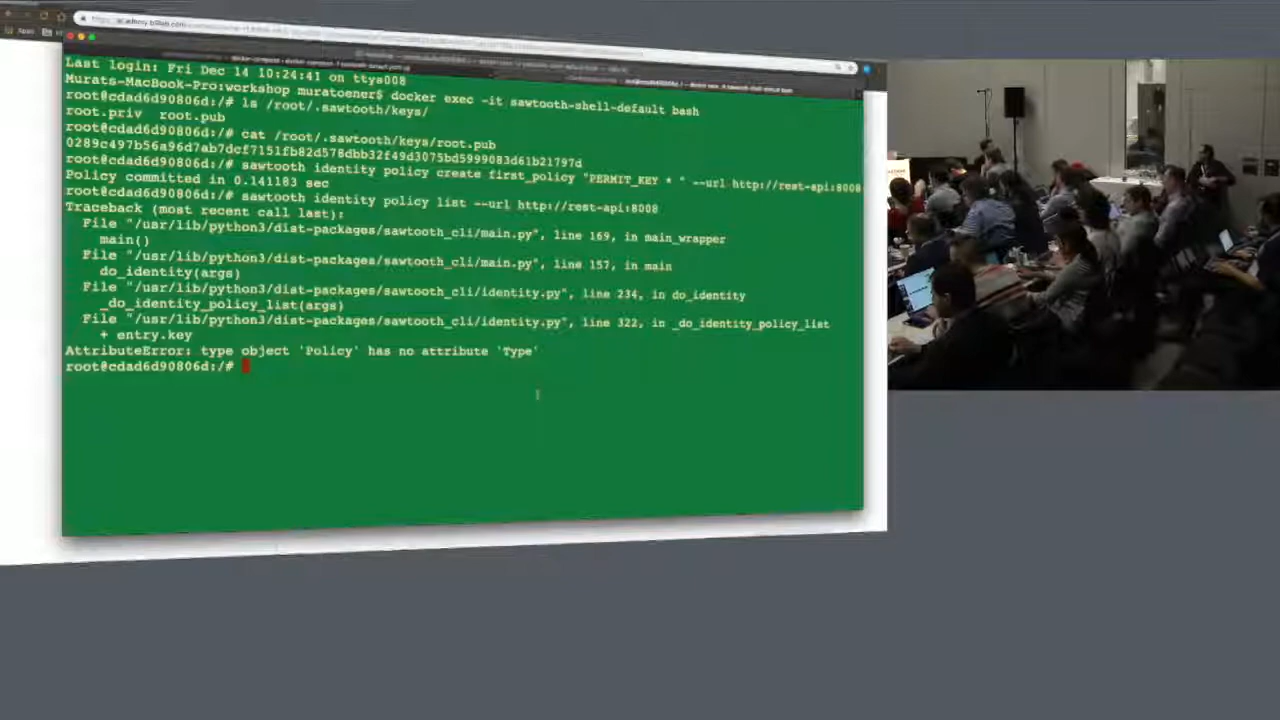 Last login: Fri Dec 14 10:24:41 on ttys008
Murats-MacBook-Pro:workshop muratoener$ docker exec -it sawtooth-shell-default bash
root@cdad6d90806d:/# ls /root/.sawtooth/keys/
root.priv  root.pub
root@cdad6d90806d:/# cat /root/.sawtooth/keys/root.pub
0289c497b56a96d7ab7dcf7151fb82d578dbb32f49d3075bd5999083d61b21797d
root@cdad6d90806d:/# sawtooth identity policy create first_policy "PERMIT_KEY * " --url http://rest-api:8008
Policy committed in 0.141183 sec
root@cdad6d90806d:/# sawtooth identity policy list --url http://rest-api:8008
Traceback (most recent call last):
  File "/usr/lib/python3/dist-packages/sawtooth_cli/main.py", line 169, in main_wrapper
    main()
  File "/usr/lib/python3/dist-packages/sawtooth_cli/main.py", line 157, in main
    do_identity(args)
  File "/usr/lib/python3/dist-packages/sawtooth_cli/identity.py", line 234, in do_identity
    _do_identity_policy_list(args)
  File "/usr/lib/python3/dist-packages/sawtooth_cli/identity.py", line 322, in _do_identity_policy_list
    + entry.key
AttributeError: type object 'Policy' has no attribute 'Type'
root@cdad6d90806d:/#